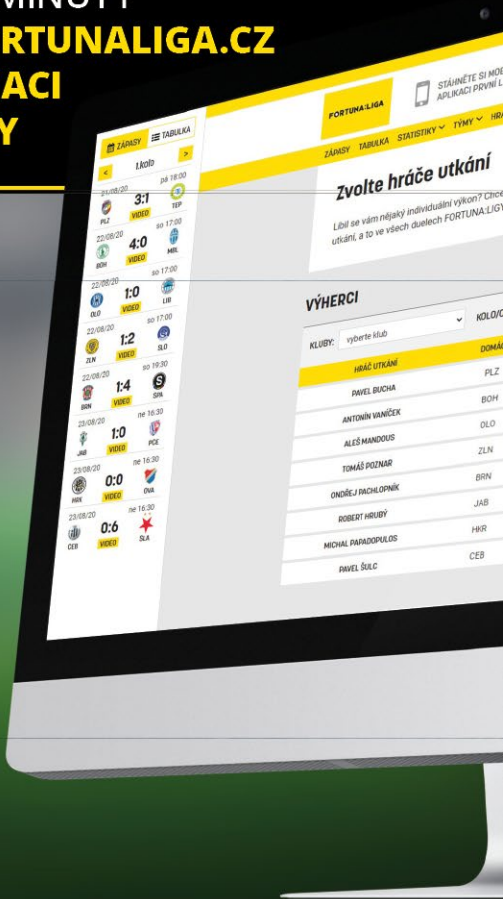 RTUNALIGA.CZ
ACI
Y
ZÁPASY
TABULKA
<
1.kolo
>
21/08/20
pá 18:00
PLZ
3:1
TEP
VIDEO
22/08/20
so 17:00
BOH
4:0
MBL
VIDEO
22/08/20
so 17:00
OLO
1:0
LIB
VIDEO
22/08/20
so 17:00
ZLN
1:2
SLO
VIDEO
22/08/20
so 19:30
BRN
1:4
SPA
VIDEO
23/08/20
ne 16:30
JAB
1:0
PCE
VIDEO
23/08/20
ne 16:30
HRK
0:0
OVA
VIDEO
23/08/20
ne 16:30
CEB
0:6
SLA
VIDEO
FORTUNA:LIGA
STÁHNĚTE SI MOB
APLIKACI PRVNÍ L
ZÁPASY TABULKA STATISTIKY TÝMY HRÁ
Zvolte hráče utkání
Líbil se vám nějaký individuální výkon? Chce
utkání, a to ve všech duelech FORTUNA:LIGY
VÝHERCI
KLUBY: vyberte klub KOLO/O
HRÁČ UTKÁNÍ DOMÁC
PAVEL BUCHA PLZ
ANTONÍN VANÍČEK BOH
ALEŠ MANDOUS OLO
TOMÁŠ POZNAR ZLN
ONDŘEJ PACHLOPNÍK BRN
ROBERT HRUBÝ JAB
MICHAL PAPADOPULOS HKR
PAVEL ŠULC CEB